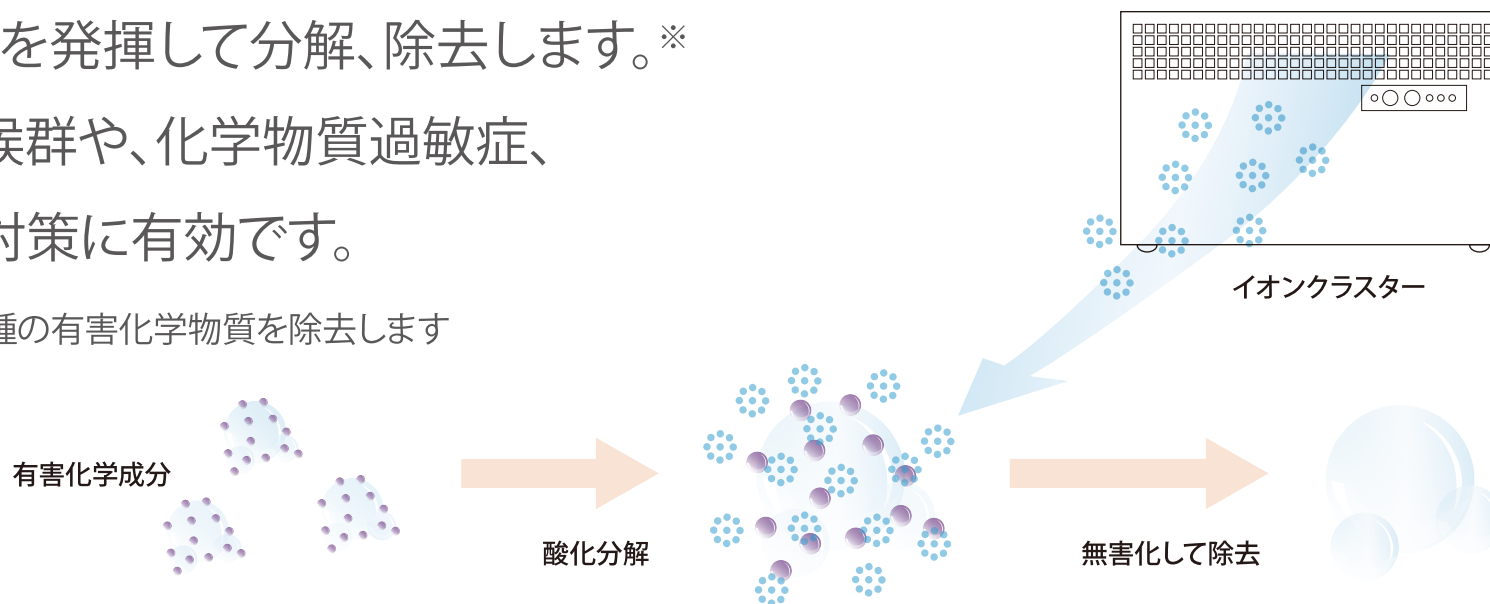 を発揮して分解、除去します。※
候群や、化学物質過敏症、
対策に有効です。
種の有害化学物質を除去します
イオンクラスター
有害化学成分
酸化分解
無害化して除去